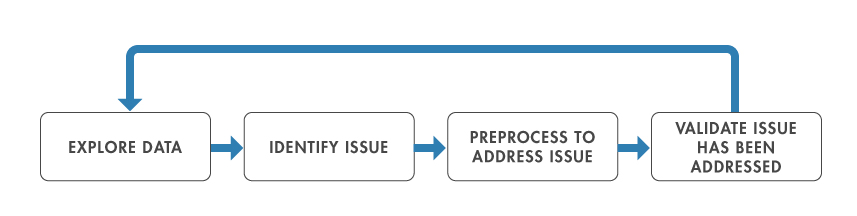 EXPLORE DATA
IDENTIFY ISSUE
PREPROCESS TO
ADDRESS ISSUE
VALIDATE ISSUE
HAS BEEN
ADDRESSED